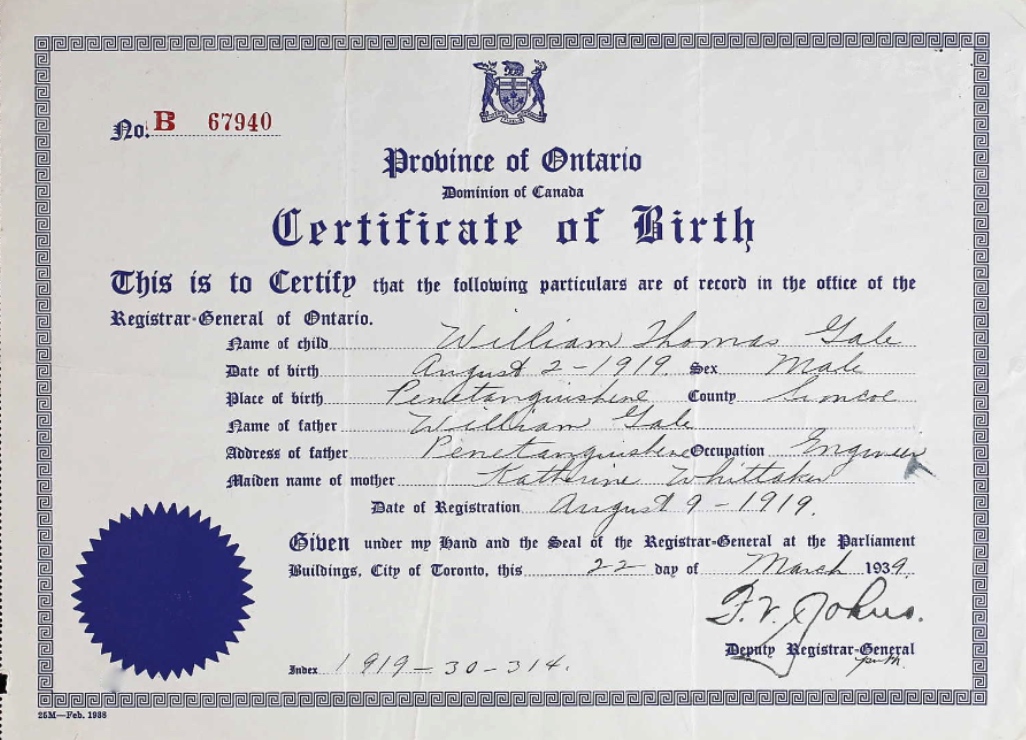 No. B 67940
Province of Ontario
Dominion of Canada
Certificate of Birth
This is to Certify that the following particulars are of record in the office of the
Registrar-General of Ontario.
Name of child William Thomas Gale
Date of birth August 2 - 1919. Sex Male
Place of birth Penetanguishene County Simcoe
Name of father William Gale
Address of father Penetanguishene Occupation Engineer
Maiden name of mother Katherine Whittaker
Date of Registration August 9 - 1919.
Given under my Hand and the Seal of the Registrar-General at the Parliament
Buildings, City of Toronto, this 22 day of March 1939.
F. V. Johns.
Deputy Registrar-General
Index 1919-30-314.
25M—Feb. 1938